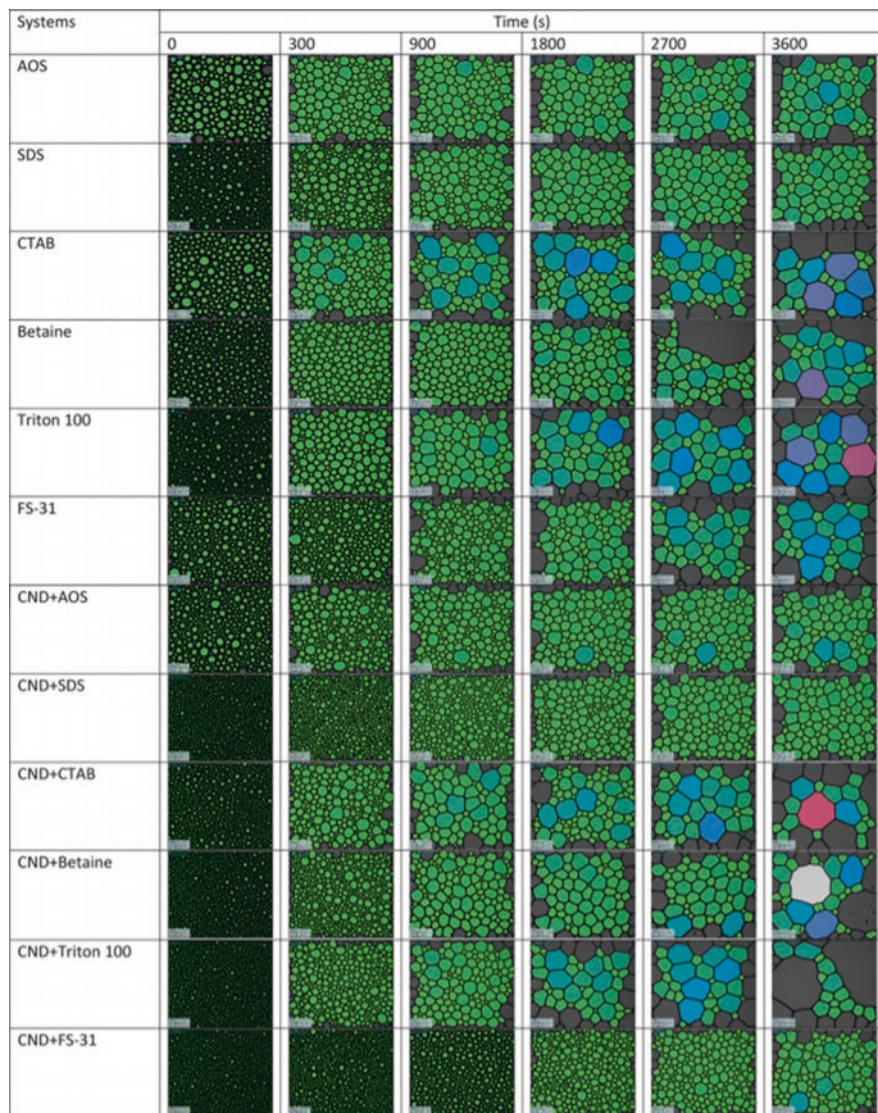 Systems
Time (s)
0 300 900 1800 2700 3600
AOS
SDS
CTAB
Betaine
Triton 100
FS-31
CND+AOS
CND+SDS
CND+CTAB
CND+Betaine
CND+Triton 100
CND+FS-31